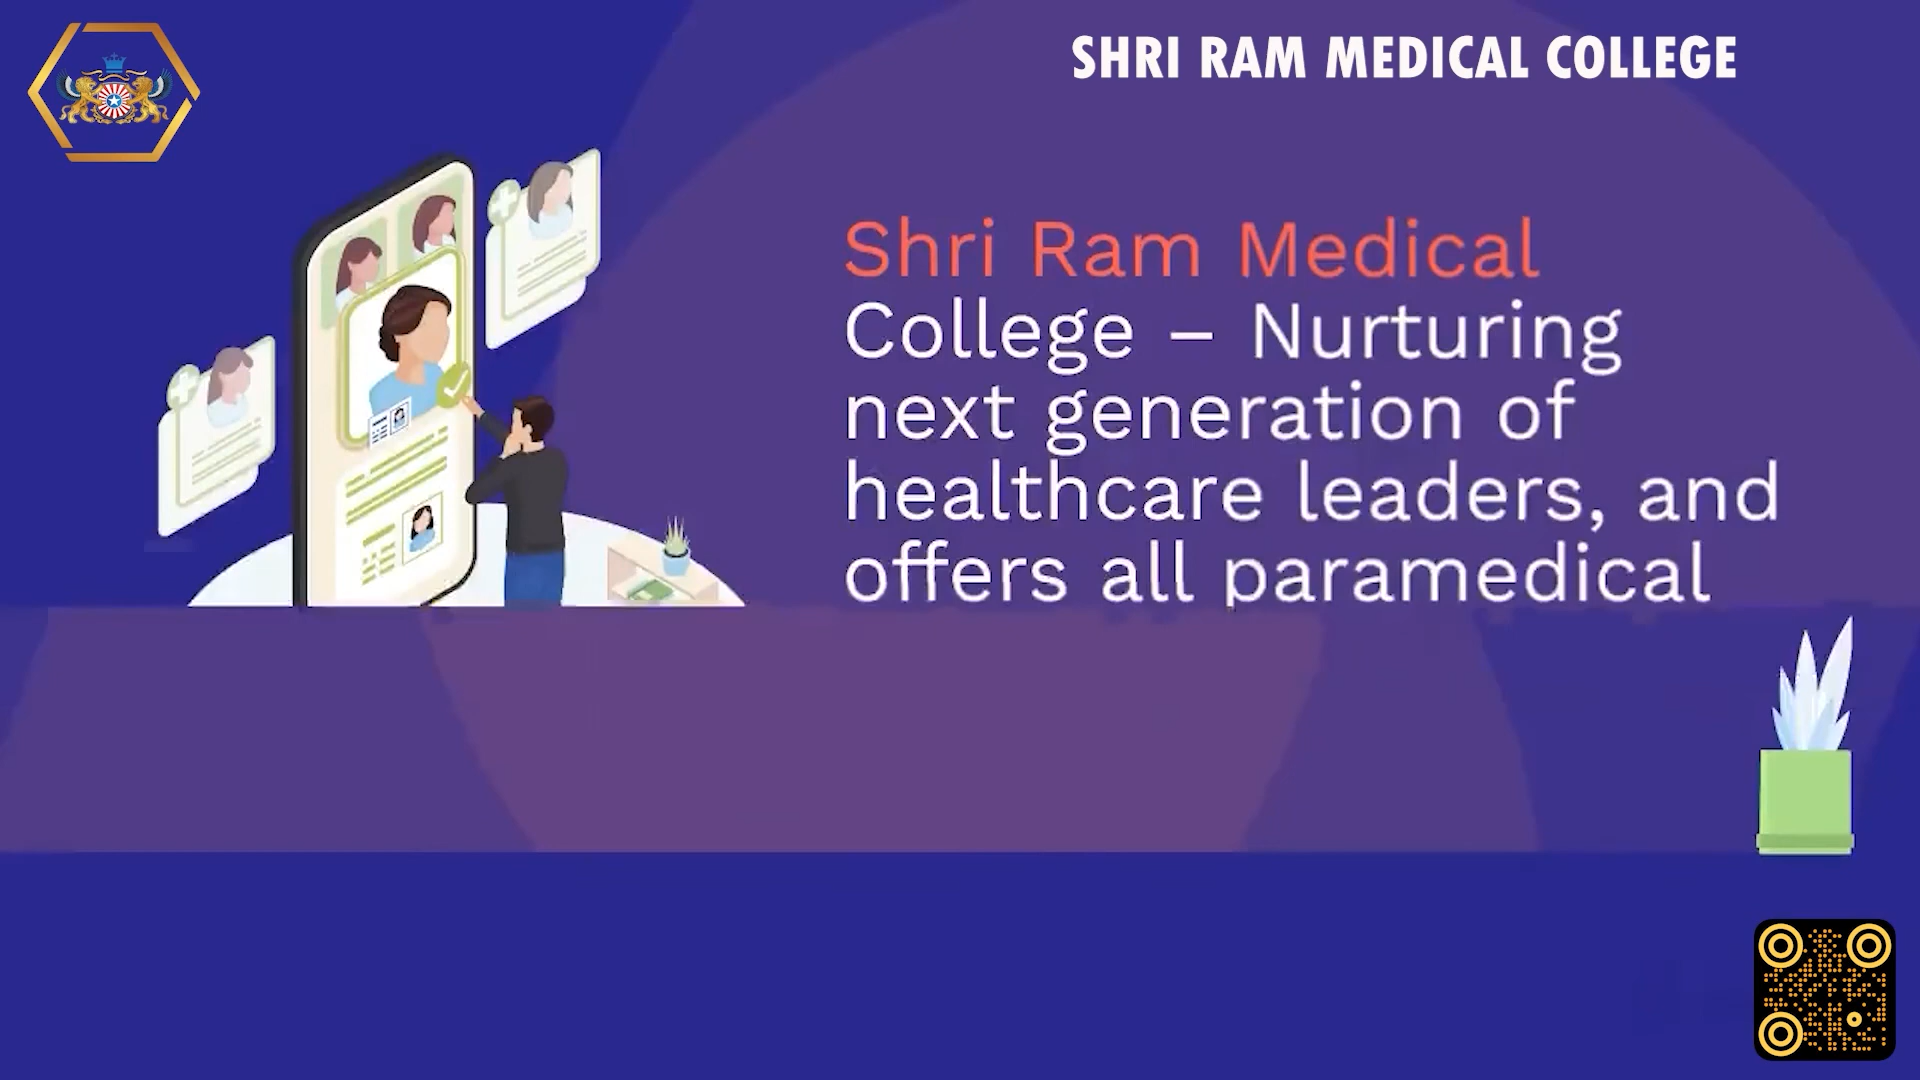 SHRI RAM MEDICAL COLLEGE
Shri Ram Medical
College – Nurturing
next generation of
healthcare leaders, and
offers all paramedical